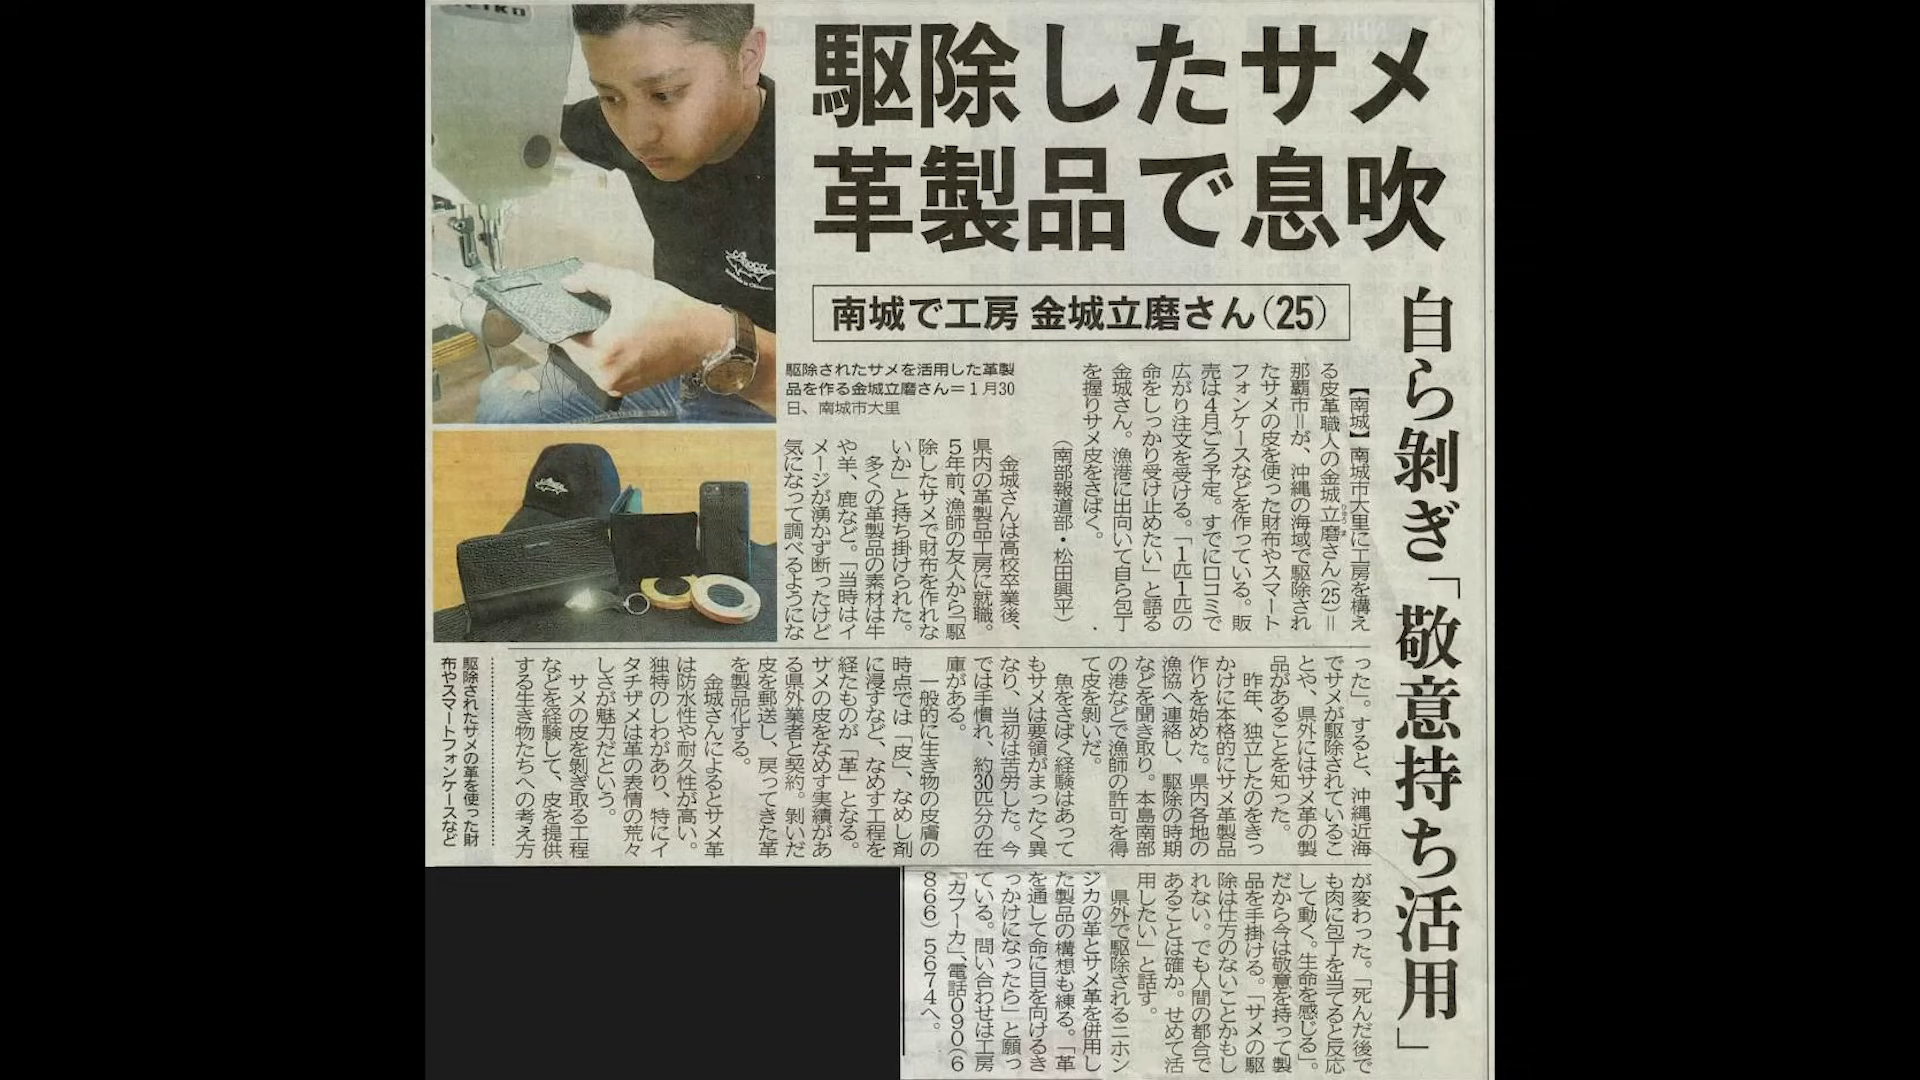 駆除したサメ
革製品で息吹
南城で工房 金城立磨さん(25)
自ら剝ぎ「敬意持ち活用」
駆除されたサメを活用した革製
品を作る金城立磨さん=1月30
日、南城市大里
【南城】南城市大里に工房を構え
る皮革職人の金城立磨さん(25)=
那覇市=が、沖縄の海域で駆除され
たサメの皮を使った財布やスマート
フォンケースなどを作っている。販
売は4月ごろ予定。すでに口コミで
広がり注文を受ける。「1匹1匹の
命をしっかり受け止めたい」と語る
金城さん。漁港に出向いて自ら包丁
を握りサメ皮をさばく。
(南部報道部・松田興平)
金城さんは高校卒業後、
県内の革製品工房に就職。
5年前、漁師の友人から「駆
除したサメで財布を作れな
いか」と持ち掛けられた。
多くの革製品の素材は牛
や羊、鹿など。「当時はイ
メージが湧かず断ったけど
気になって調べるようにな
った」。すると、沖縄近海
でサメが駆除されているこ
とや、県外にはサメ革の製
品があることを知った。
昨年、独立したのをきっ
かけに本格的にサメ革製品
作りを始めた。県内各地の
漁協へ連絡し、駆除の時期
などを聞き取り。本島南部
の港などで漁師の許可を得
て皮を剝いだ。
魚をさばく経験はあって
もサメは要領がまったく異
なり、当初は苦労した。今
では手慣れ、約30匹分の在
庫がある。
一般的に生き物の皮膚の
時点では「皮」、なめし剤
に浸すなど、なめす工程を
経たものが「革」となる。
サメの皮をなめす実績があ
る県外業者と契約。剝いだ
皮を郵送し、戻ってきた革
を製品化する。
金城さんによるとサメ革
は防水性や耐久性が高い。
独特のしわがあり、特にイ
タチザメは革の表情の荒々
しさが魅力だという。
サメの皮を剝ぎ取る工程
などを経験して、皮を提供
する生き物たちへの考え方
が変わった。「死んだ後で
も肉に包丁を当てると反応
して動く。生命を感じる」。
だから今は敬意を持って製
品を手掛ける。「サメの駆
除は仕方のないことかもし
れない。でも人間の都合で
あることは確か。せめて活
用したい」と話す。
県外で駆除されるニホン
ジカの革とサメ革を併用し
た製品の構想も練る。「革
を通して命に目を向けるき
っかけになったら」と願っ
ている。問い合わせは工房
「カフーカ」、電話090(6
866)5674へ。
駆除されたサメの革を使った財
布やスマートフォンケースなど